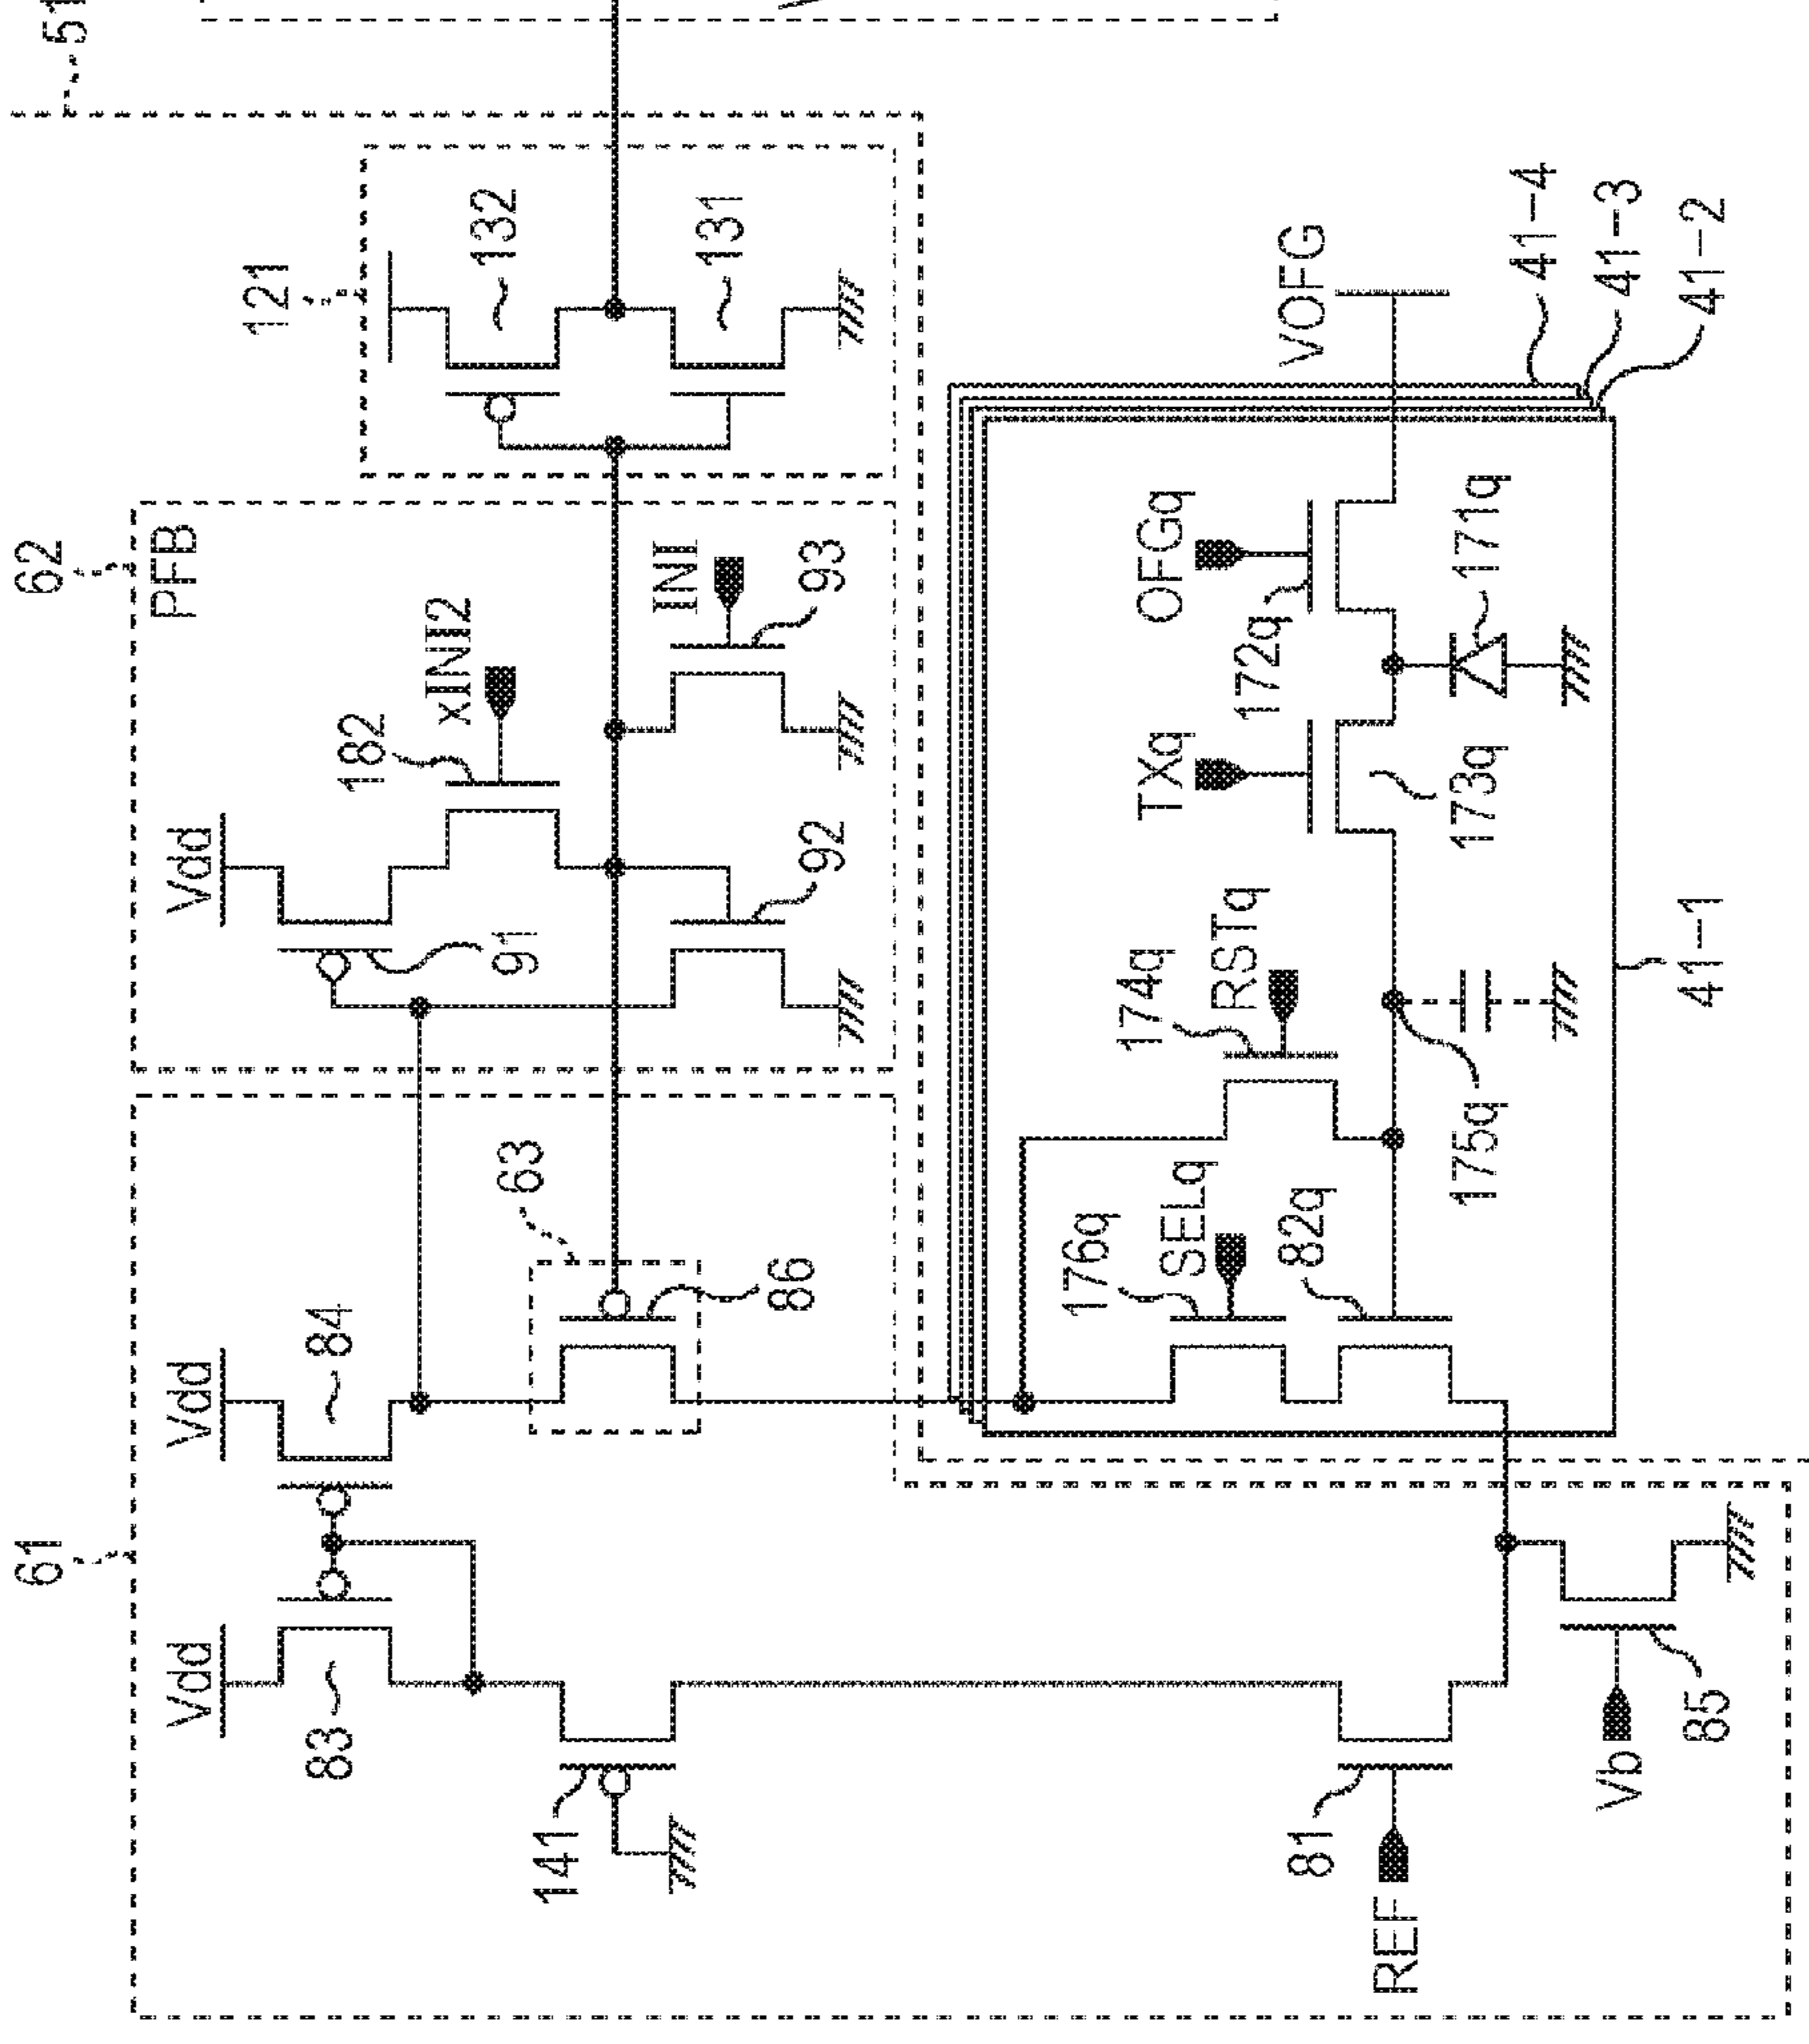 51
61
62
PFB
121
Vdd
Vdd
Vdd
83
84
91
182
xINI2
132
141
63
86
92
INI
93
131
REF
81
Vb
85
176q
SELq
82q
174q
RSTq
175q
TXq
173q
OFGq
172q
171q
VOFG
41-4
41-3
41-2
41-1